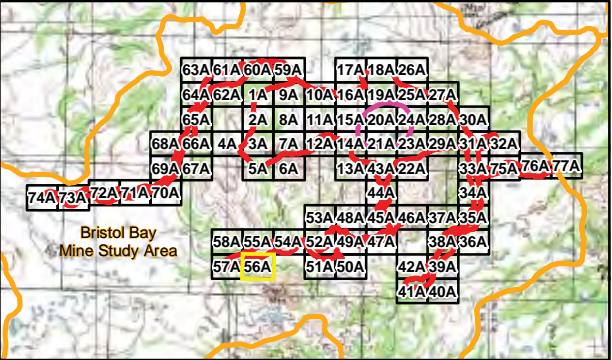 63A 61A 60A 59A 17A 18A 26A
64A 62A 1A 9A 10A 16A 19A 25A 27A
65A 2A 8A 11A 15A 20A 24A 28A 30A
68A 66A 4A 3A 7A 12A 14A 21A 23A 29A 31A 32A
69A 67A 5A 6A 13A 43A 22A 33A 75A 76A 77A
74A 73A 72A 71A 70A 44A 34A
53A 48A 45A 46A 37A 35A
Bristol Bay
Mine Study Area
58A 55A 54A 52A 49A 47A 38A 36A
57A 56A 51A 50A 42A 39A
41A 40A